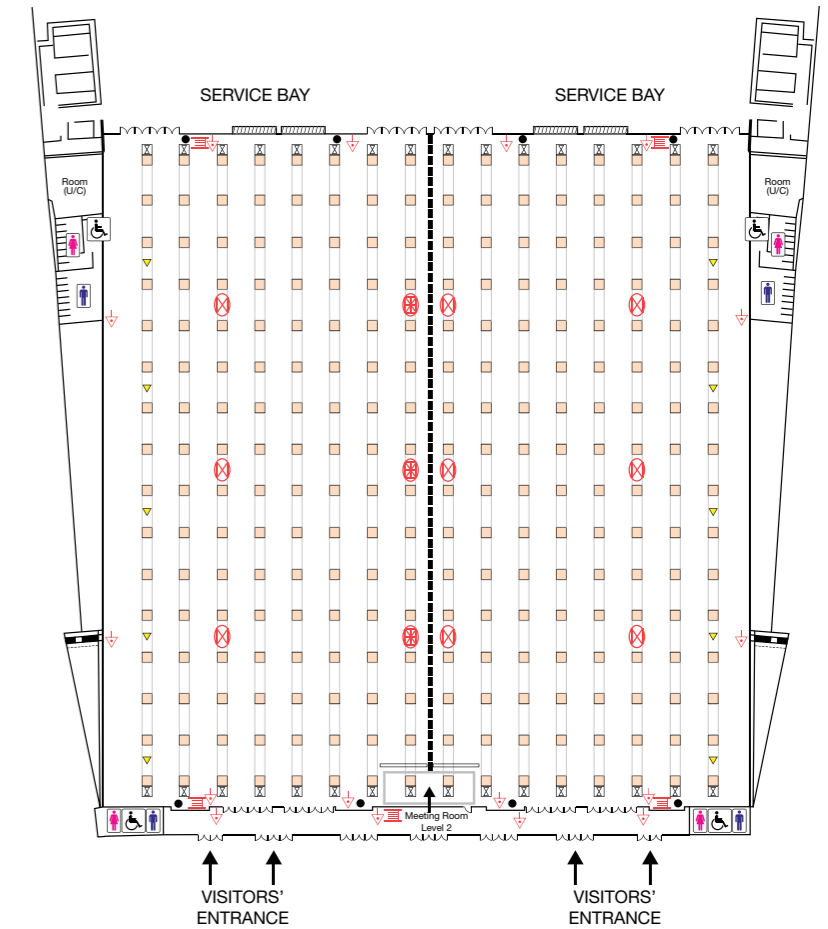 SERVICE BAY
SERVICE BAY
Room
(U/C)
Room
(U/C)
Meeting Room
Level 2
VISITORS'
ENTRANCE
VISITORS'
ENTRANCE